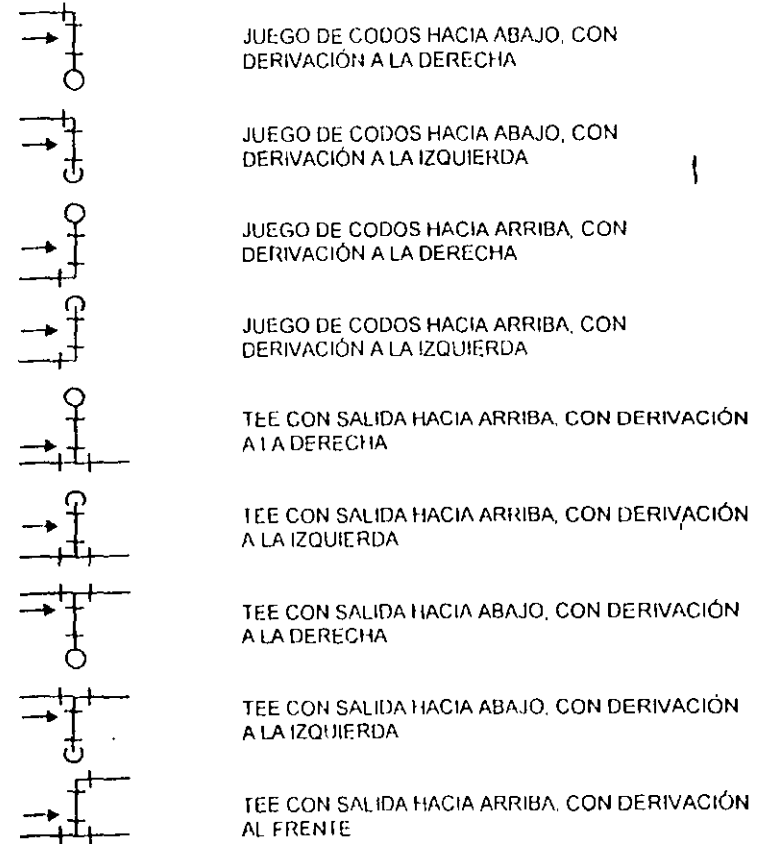 JUEGO DE CODOS HACIA ABAJO, CON
DERIVACIÓN A LA DERECHA
JUEGO DE CODOS HACIA ABAJO, CON
DERIVACIÓN A LA IZQUIERDA
JUEGO DE CODOS HACIA ARRIBA, CON
DERIVACIÓN A LA DERECHA
JUEGO DE CODOS HACIA ARRIBA, CON
DERIVACIÓN A LA IZQUIERDA
TEE CON SALIDA HACIA ARRIBA, CON DERIVACIÓN
A LA DERECHA
TEE CON SALIDA HACIA ARRIBA, CON DERIVACIÓN
A LA IZQUIERDA
TEE CON SALIDA HACIA ABAJO, CON DERIVACIÓN
A LA DERECHA
TEE CON SALIDA HACIA ABAJO, CON DERIVACIÓN
A LA IZQUIERDA
TEE CON SALIDA HACIA ARRIBA, CON DERIVACIÓN
AL FRENTE